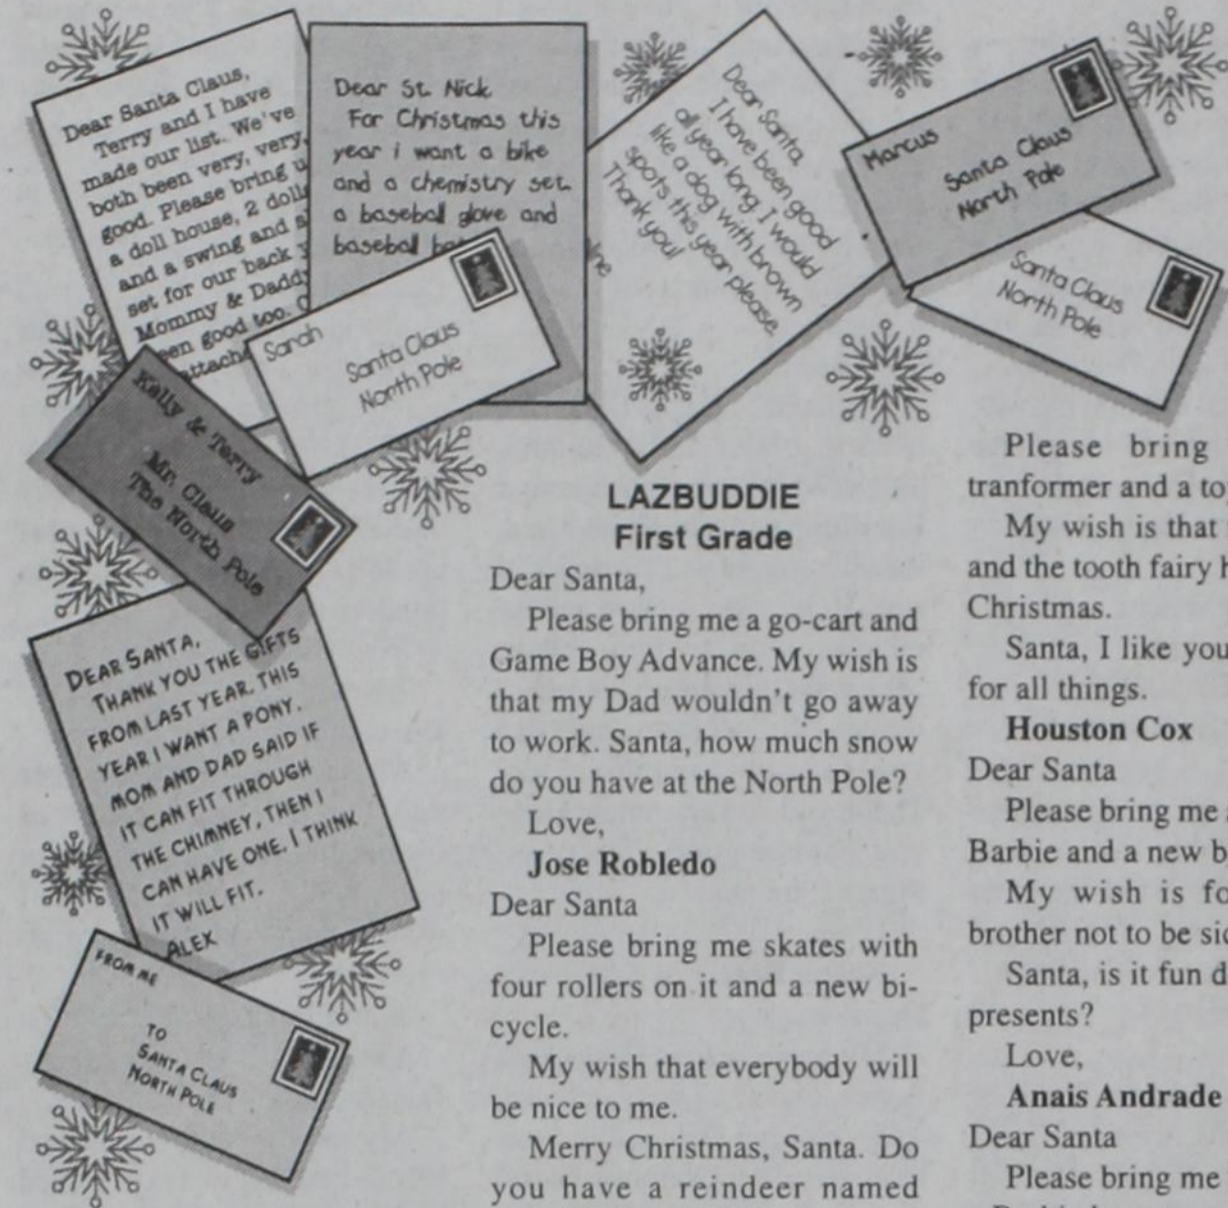 Dear Santa Claus,
Terry and I have
made our list. We've
both been very, very,
good. Please bring
a doll house, 2 dolls
and a swing and
set for our back
Mommy & Daddy
good too.
Dear St. Nick
For Christmas this
year i want a bike
and a chemistry set.
a baseball glove and
baseball
Dear Santa,
I have been good
all year long. I would
like a dog with brown
spots this year please.
Thank you!
Marcus
Santa Claus
North Pole
Santa Claus
North Pole
Sarah
Santa Claus
North Pole
Kally & Terry
Mr. Claus
The North Pole
DEAR SANTA,
THANK YOU THE GIFTS
FROM LAST YEAR. THIS
YEAR I WANT A PONY.
MOM AND DAD SAID IF
IT CAN FIT THROUGH
THE CHIMNEY, THEN I
CAN HAVE ONE. I THINK
IT WILL FIT.
ALEX
FROM ME
TO
SANTA CLAUS
NORTH POLE
LAZBUDDIE
First Grade
Dear Santa,
Please bring me a go-cart and
Game Boy Advance. My wish is
that my Dad wouldn't go away
to work. Santa, how much snow
do you have at the North Pole?
Love,
Jose Robledo
Dear Santa
Please bring me skates with
four rollers on it and a new bi-
cycle.
My wish that everybody will
be nice to me.
Merry Christmas, Santa. Do
you have a reindeer named
Please bring
tranformer and a
My wish is that
and the tooth fairy
Christmas.
Santa, I like you
for all things.
Houston Cox
Dear Santa
Please bring me
Barbie and a new
My wish is
brother not to be
Santa, is it fun
presents?
Love,
Anais Andrade
Dear Santa
Please bring me